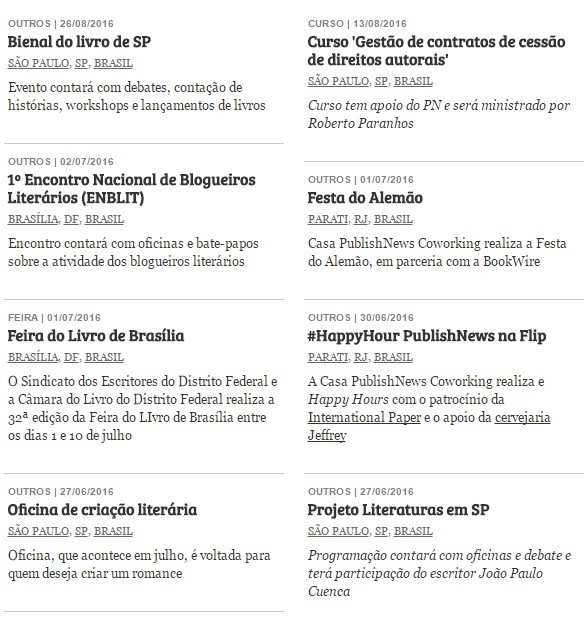 OUTROS | 26/08/2016
Bienal do livro de SP
SÃO PAULO, SP, BRASIL
Evento contará com debates, contação de
histórias, workshops e lançamentos de livros
CURSO | 13/08/2016
Curso 'Gestão de contratos de cessão
de direitos autorais'
SÃO PAULO, SP, BRASIL
Curso tem apoio do PN e será ministrado por
Roberto Paranhos
OUTROS | 02/07/2016
1º Encontro Nacional de Blogueiros
Literários (ENBLIT)
BRASÍLIA, DF, BRASIL
Encontro contará com oficinas e bate-papos
sobre a atividade dos blogueiros literários
OUTROS | 01/07/2016
Festa do Alemão
PARATI, RJ, BRASIL
Casa PublishNews Coworking realiza a Festa
do Alemão, em parceria com a BookWire
FEIRA | 01/07/2016
Feira do Livro de Brasília
BRASÍLIA, DF, BRASIL
O Sindicato dos Escritores do Distrito Federal e
a Câmara do Livro do Distrito Federal realiza a
32ª edição da Feira do LIvro de Brasília entre
os dias 1 e 10 de julho
OUTROS | 30/06/2016
#HappyHour PublishNews na Flip
PARATI, RJ, BRASIL
A Casa PublishNews Coworking realiza e
Happy Hours com o patrocínio da
International Paper e o apoio da cervejaria
Jeffrey
OUTROS | 27/06/2016
Oficina de criação literária
SÃO PAULO, SP, BRASIL
Oficina, que acontece em julho, é voltada para
quem deseja criar um romance
OUTROS | 27/06/2016
Projeto Literaturas em SP
SÃO PAULO, SP, BRASIL
Programação contará com oficinas e debate e
terá participação do escritor João Paulo
Cuenca